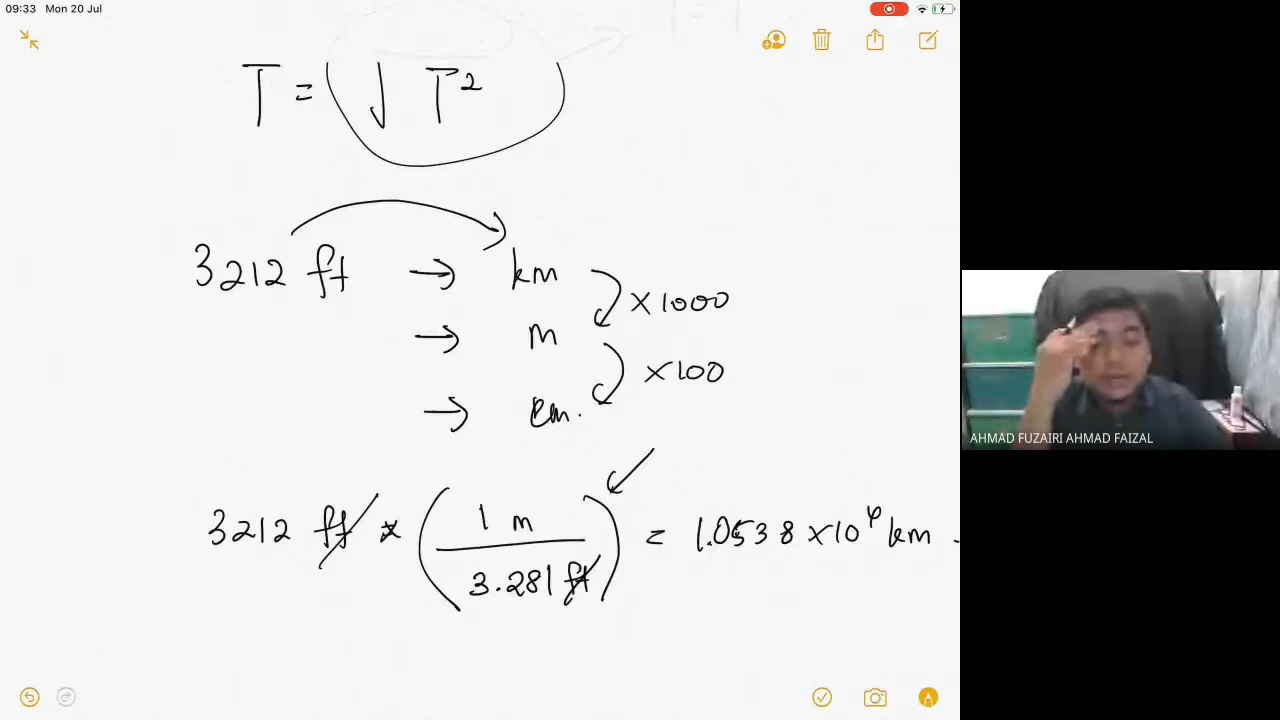 09:33 Mon 20 Jul
T = √ T²
3212 ft → km
×1000
→ m
×100
→ cm.
3212 ft * ( 1 m / 3.281 ft ) = 1.0538 ×10⁴ km
AHMAD FUZAIRI AHMAD FAIZAL